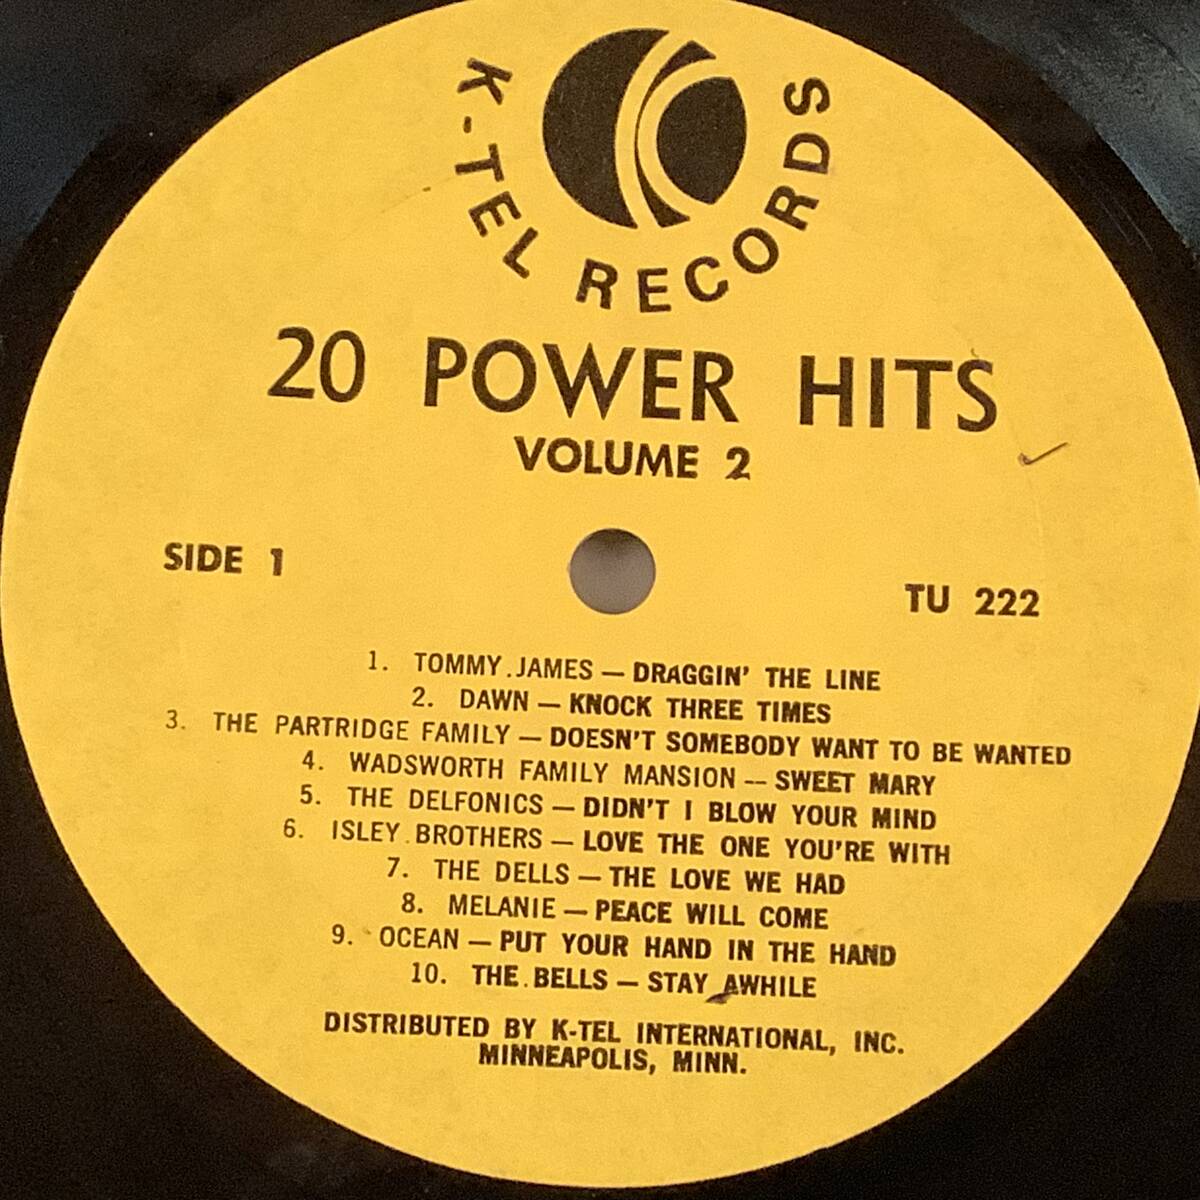 K-TEL RECORDS
20 POWER HITS
VOLUME 2
SIDE 1
TU 222
1. TOMMY JAMES — DRAGGIN' THE LINE
2. DAWN — KNOCK THREE TIMES
3. THE PARTRIDGE FAMILY — DOESN'T SOMEBODY WANT TO BE WANTED
4. WADSWORTH FAMILY MANSION — SWEET MARY
5. THE DELFONICS — DIDN'T I BLOW YOUR MIND
6. ISLEY BROTHERS — LOVE THE ONE YOU'RE WITH
7. THE DELLS — THE LOVE WE HAD
8. MELANIE — PEACE WILL COME
9. OCEAN — PUT YOUR HAND IN THE HAND
10. THE BELLS — STAY AWHILE
DISTRIBUTED BY K-TEL INTERNATIONAL, INC.
MINNEAPOLIS, MINN.